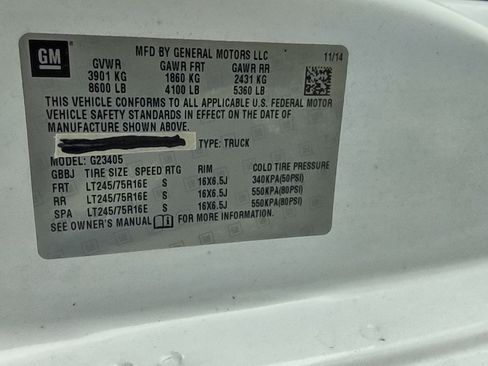 GM
MFD BY GENERAL MOTORS LLC 11/14
GVWR GAWR FRT GAWR RR
3901 KG 1860 KG 2431 KG
8600 LB 4100 LB 5360 LB
THIS VEHICLE CONFORMS TO ALL APPLICABLE U.S. FEDERAL MOTOR
VEHICLE SAFETY STANDARDS IN EFFECT ON THE DATE OF
MANUFACTURE SHOWN ABOVE.
TYPE: TRUCK
MODEL: G23405
GBBJ TIRE SIZE SPEED RTG RIM COLD TIRE PRESSURE
FRT LT245/75R16E S 16X6.5J 340KPA(50PSI)
RR LT245/75R16E S 16X6.5J 550KPA(80PSI)
SPA LT245/75R16E S 16X6.5J 550KPA(80PSI)
SEE OWNER'S MANUAL FOR MORE INFORMATION